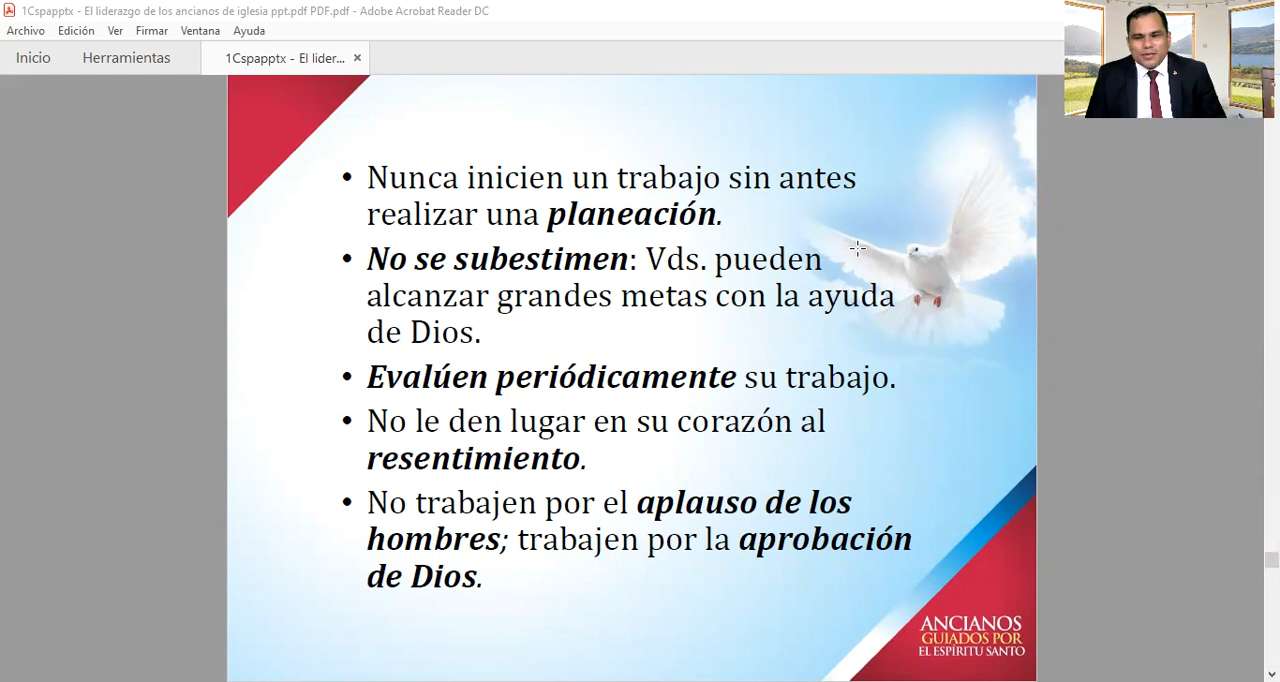 1Cspapptx - El liderazgo de los ancianos de iglesia ppt.pdf PDF.pdf - Adobe Acrobat Reader DC
Archivo Edición Ver Firmar Ventana Ayuda
Inicio Herramientas 1Cspapptx - El lider... ×
• Nunca inicien un trabajo sin antes
realizar una planeación.
• No se subestimen: Vds. pueden
alcanzar grandes metas con la ayuda
de Dios.
• Evalúen periódicamente su trabajo.
• No le den lugar en su corazón al
resentimiento.
• No trabajen por el aplauso de los
hombres; trabajen por la aprobación
de Dios.
ANCIANOS
GUIADOS POR
EL ESPÍRITU SANTO